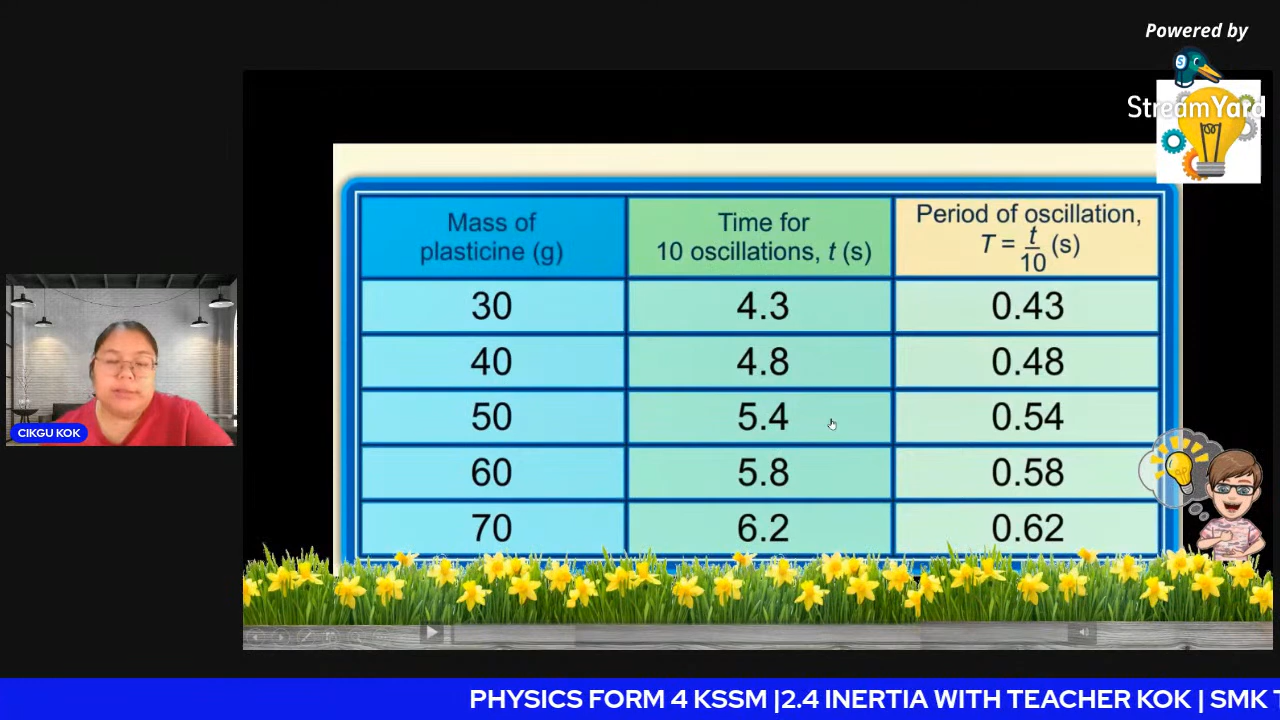 Powered by
StreamYard
Mass of
plasticine (g)
Time for
10 oscillations, t (s)
Period of oscillation,
T = t/10 (s)
30
4.3
0.43
40
4.8
0.48
50
5.4
0.54
60
5.8
0.58
70
6.2
0.62
CIKGU KOK
PHYSICS FORM 4 KSSM |2.4 INERTIA WITH TEACHER KOK | SMK